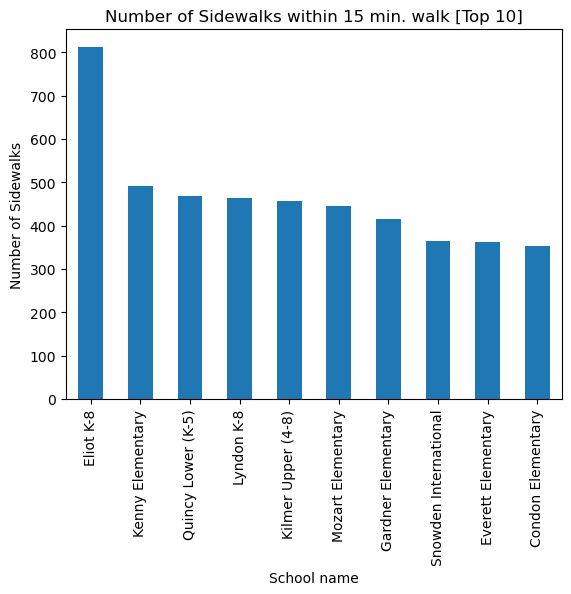 Number of Sidewalks within 15 min. walk [Top 10]
Number of Sidewalks
800
700
600
500
400
300
200
100
0
Eliot K-8
Kenny Elementary
Quincy Lower (K-5)
Lyndon K-8
Kilmer Upper (4-8)
Mozart Elementary
Gardner Elementary
Snowden International
Everett Elementary
Condon Elementary
School name